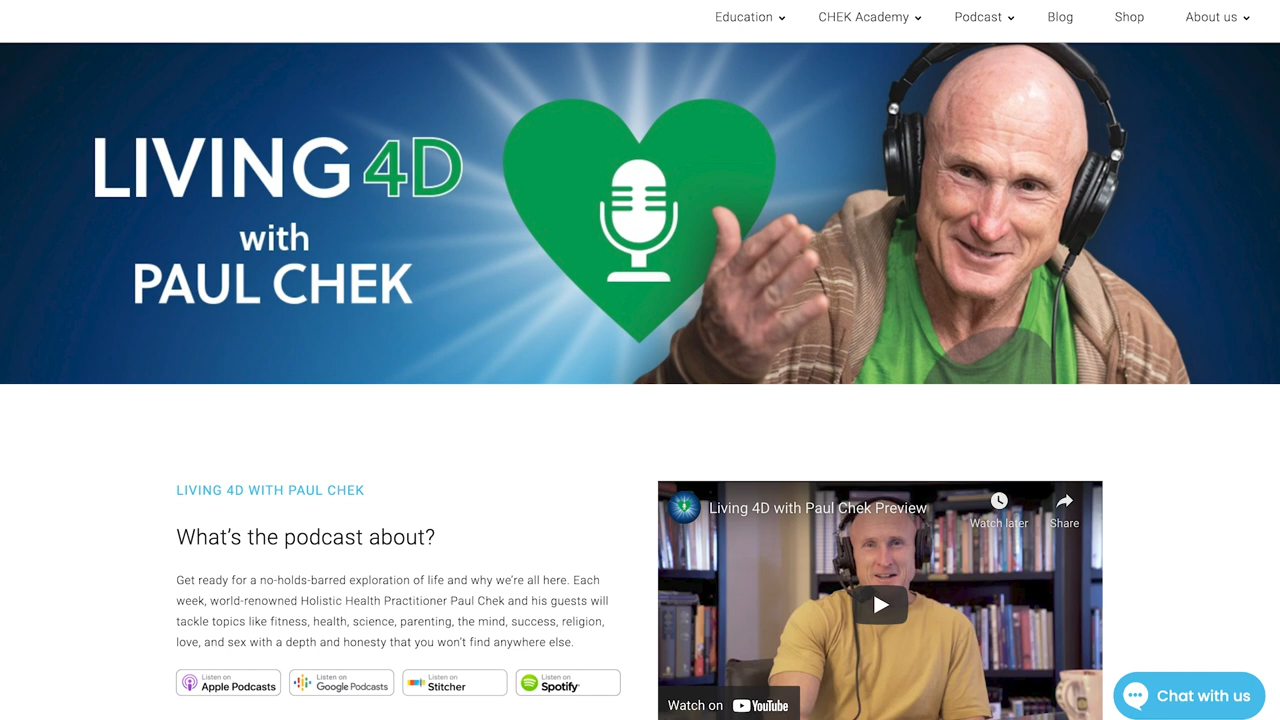 Education
CHEK Academy
Podcast
Blog
Shop
About us
LIVING 4D
with
PAUL CHEK
LIVING 4D WITH PAUL CHEK
What's the podcast about?
Get ready for a no-holds-barred exploration of life and why we're all here. Each
week, world-renowned Holistic Health Practitioner Paul Chek and his guests will
tackle topics like fitness, health, science, parenting, the mind, success, religion,
love, and sex with a depth and honesty that you won't find anywhere else.
Listen on
Apple Podcasts
Listen on
Google Podcasts
Listen on
Stitcher
Listen on
Spotify
Living 4D with Paul Chek Preview
Watch later
Share
Watch on YouTube
Chat with us